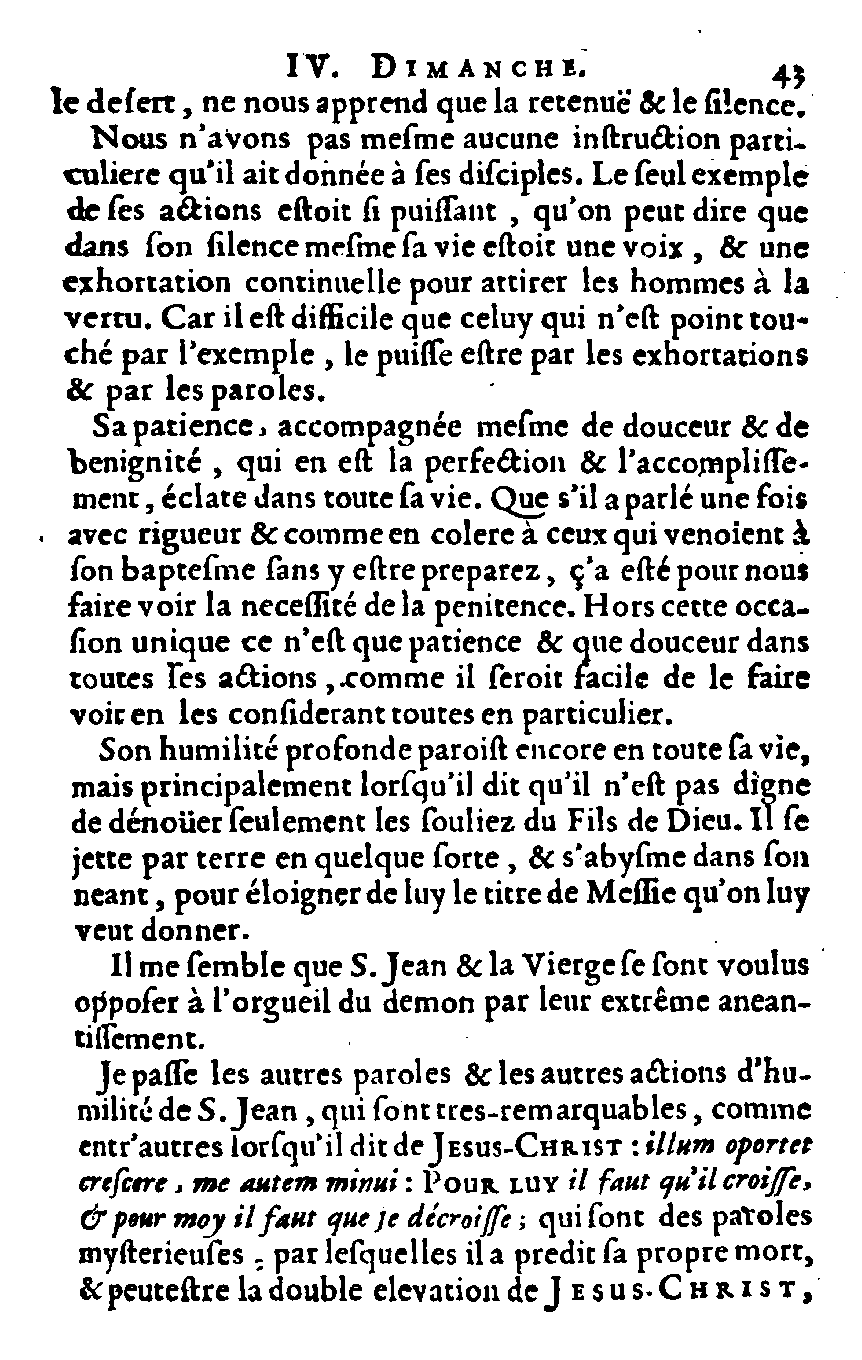 IV. DIMANCHE. 43
le desert, ne nous apprend que la retenuë & le silence.
Nous n'avons pas mesme aucune instruction parti-
culiere qu'il ait donnée à ses disciples. Le seul exemple
de ses actions estoit si puissant, qu'on peut dire que
dans son silence mesme sa vie estoit une voix, & une
exhortation continuelle pour attirer les hommes à la
vertu. Car il est difficile que celuy qui n'est point tou-
ché par l'exemple, le puisse estre par les exhortations
& par les paroles.
Sa patience, accompagnée mesme de douceur & de
benignité, qui en est la perfection & l'accomplisse-
ment, éclate dans toute sa vie. Que s'il a parlé une fois
avec rigueur & comme en colere à ceux qui venoient à
son baptesme sans y estre preparez, ç'a esté pour nous
faire voir la necessité de la penitence. Hors cette occa-
sion unique ce n'est que patience & que douceur dans
toutes ses actions, comme il seroit facile de le faire
voir en les considerant toutes en particulier.
Son humilité profonde paroist encore en toute sa vie,
mais principalement lorsqu'il dit qu'il n'est pas digne
de dénoüer seulement les souliez du Fils de Dieu. Il se
jette par terre en quelque sorte, & s'abysme dans son
neant, pour éloigner de luy le titre de Messie qu'on luy
veut donner.
Il me semble que S. Jean & la Vierge se sont voulus
opposer à l'orgueil du demon par leur extrême anean-
tissement.
Je passe les autres paroles & les autres actions d'hu-
milité de S. Jean, qui sont tres-remarquables, comme
entr'autres lorsqu'il dit de JESUS-CHRIST : illum oportet
crescere, me autem minui : POUR LUY il faut qu'il croisse,
& pour moy il faut que je décroisse ; qui sont des paroles
mysterieuses : par lesquelles il a predit sa propre mort,
& peutestre la double elevation de JESUS-CHRIST,